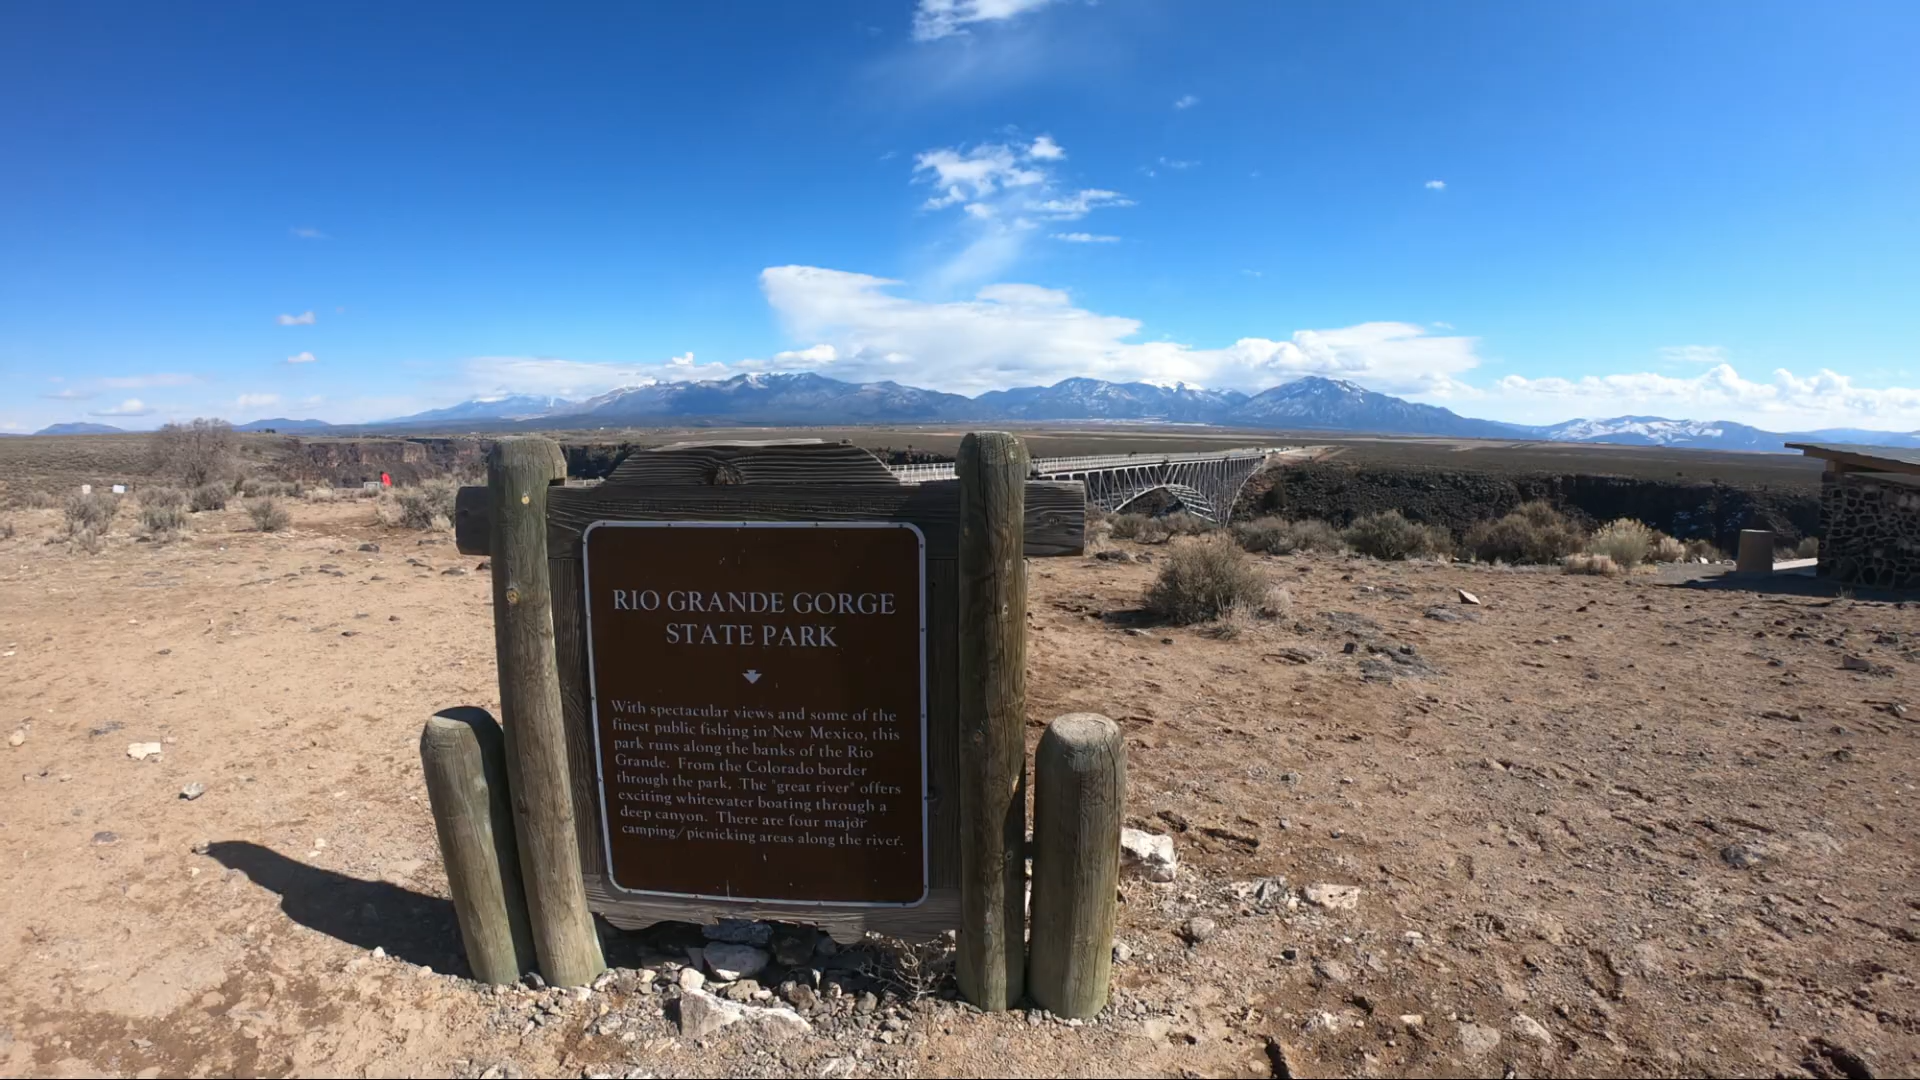 RIO GRANDE GORGE
STATE PARK
With spectacular views and some of the
finest public fishing in New Mexico, this
park runs along the banks of the Rio
Grande. From the Colorado border
through the park, The "great river" offers
exciting whitewater boating through a
deep canyon. There are four major
camping/picnicking areas along the river.